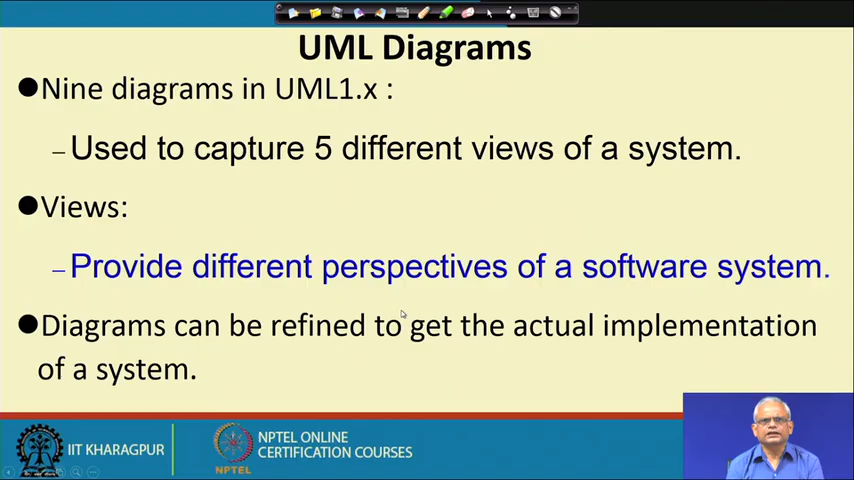 UML Diagrams
●Nine diagrams in UML1.x :
–Used to capture 5 different views of a system.
●Views:
–Provide different perspectives of a software system.
●Diagrams can be refined to get the actual implementation
of a system.
IIT KHARAGPUR
NPTEL
NPTEL ONLINE
CERTIFICATION COURSES